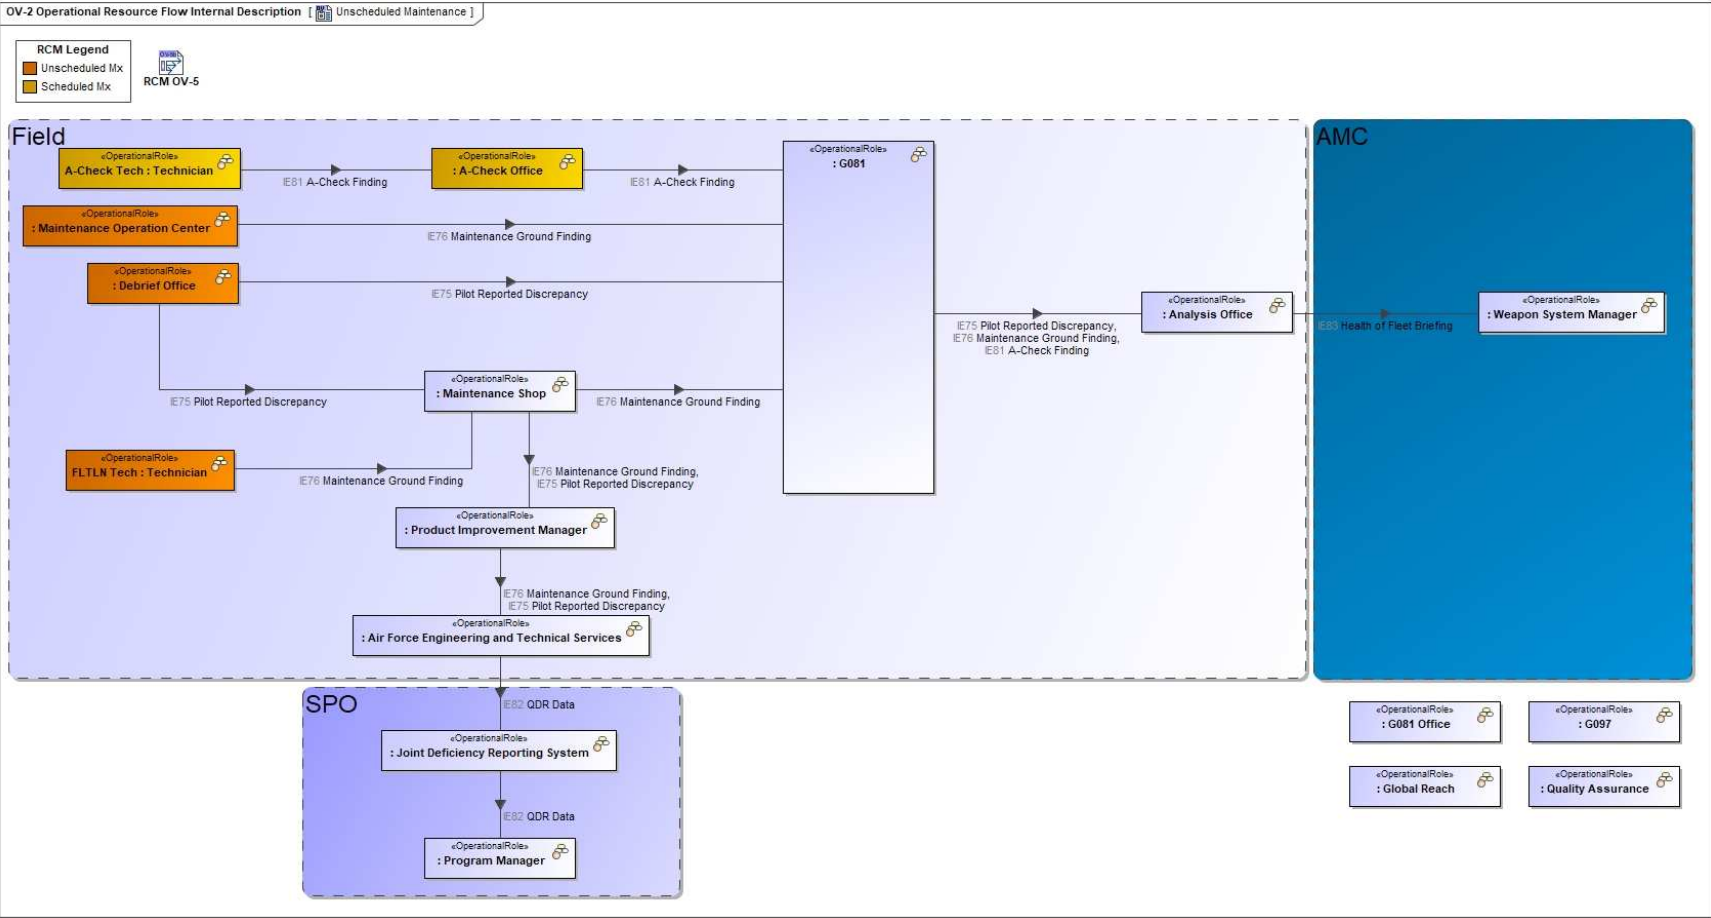 OV-2 Operational Resource Flow Internal Description [ Unscheduled Maintenance ]
RCM Legend
Unscheduled Mx
Scheduled Mx
RCM OV-5
Field
«OperationalRole»
A-Check Tech : Technician
IE81 A-Check Finding
«OperationalRole»
: A-Check Office
IE81 A-Check Finding
«OperationalRole»
: G081
«OperationalRole»
: Maintenance Operation Center
IE76 Maintenance Ground Finding
«OperationalRole»
: Debrief Office
IE75 Pilot Reported Discrepancy
IE75 Pilot Reported Discrepancy,
IE76 Maintenance Ground Finding,
IE81 A-Check Finding
«OperationalRole»
: Analysis Office
IE75 Pilot Reported Discrepancy
«OperationalRole»
: Maintenance Shop
IE76 Maintenance Ground Finding
«OperationalRole»
FLTLN Tech : Technician
IE76 Maintenance Ground Finding
IE76 Maintenance Ground Finding,
IE75 Pilot Reported Discrepancy
«OperationalRole»
: Product Improvement Manager
IE76 Maintenance Ground Finding,
IE75 Pilot Reported Discrepancy
«OperationalRole»
: Air Force Engineering and Technical Services
AMC
IE83 Health of Fleet Briefing
«OperationalRole»
: Weapon System Manager
SPO
IE82 QDR Data
«OperationalRole»
: Joint Deficiency Reporting System
IE82 QDR Data
«OperationalRole»
: Program Manager
«OperationalRole»
: G081 Office
«OperationalRole»
: G097
«OperationalRole»
: Global Reach
«OperationalRole»
: Quality Assurance